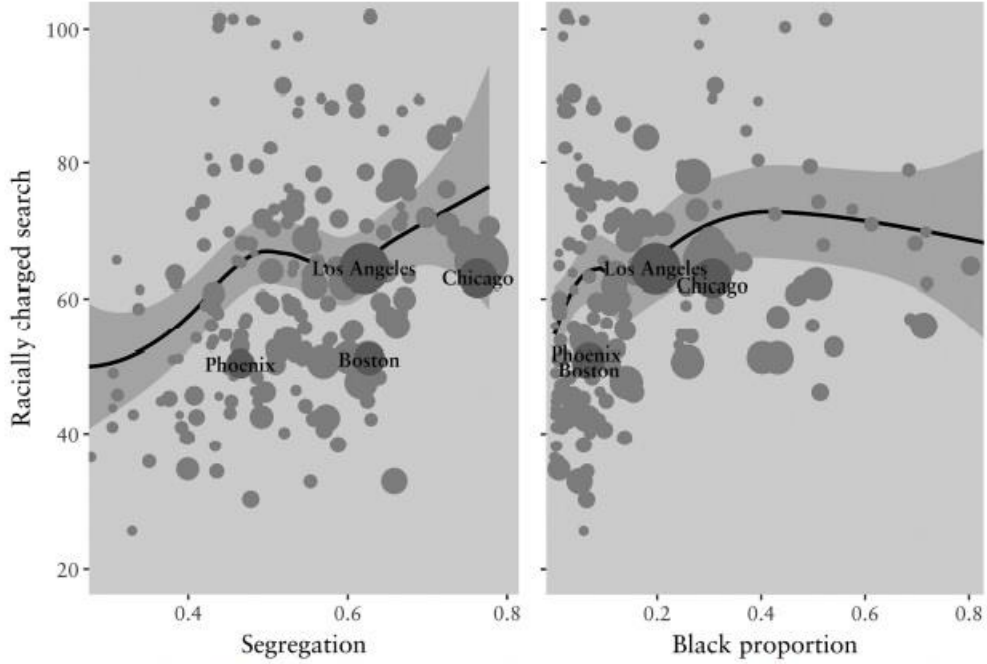 Racially charged search
100
80
60
40
20
Los Angeles
Chicago
Phoenix
Boston
0.4
0.6
0.8
Segregation
Los Angeles
Chicago
Phoenix
Boston
0.2
0.4
0.6
0.8
Black proportion